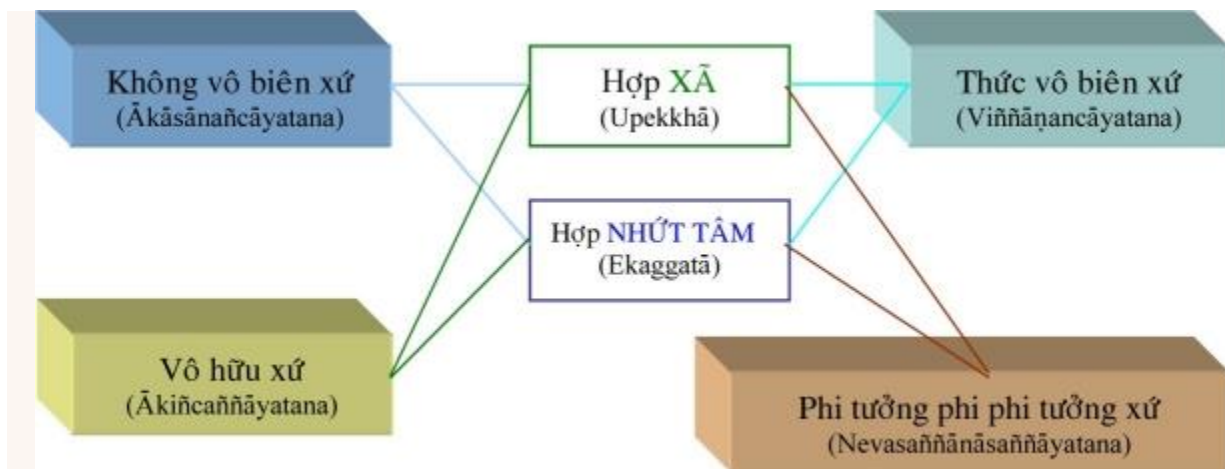 Không vô biên xứ
(Ākāsānañcāyatana)
Hợp XÃ
(Upekkhā)
Thức vô biên xứ
(Viññāṇancāyatana)
Hợp NHỨT TÂM
(Ekaggatā)
Vô hữu xứ
(Ākiñcaññāyatana)
Phi tưởng phi phi tưởng xứ
(Nevasaññānāsaññāyatana)